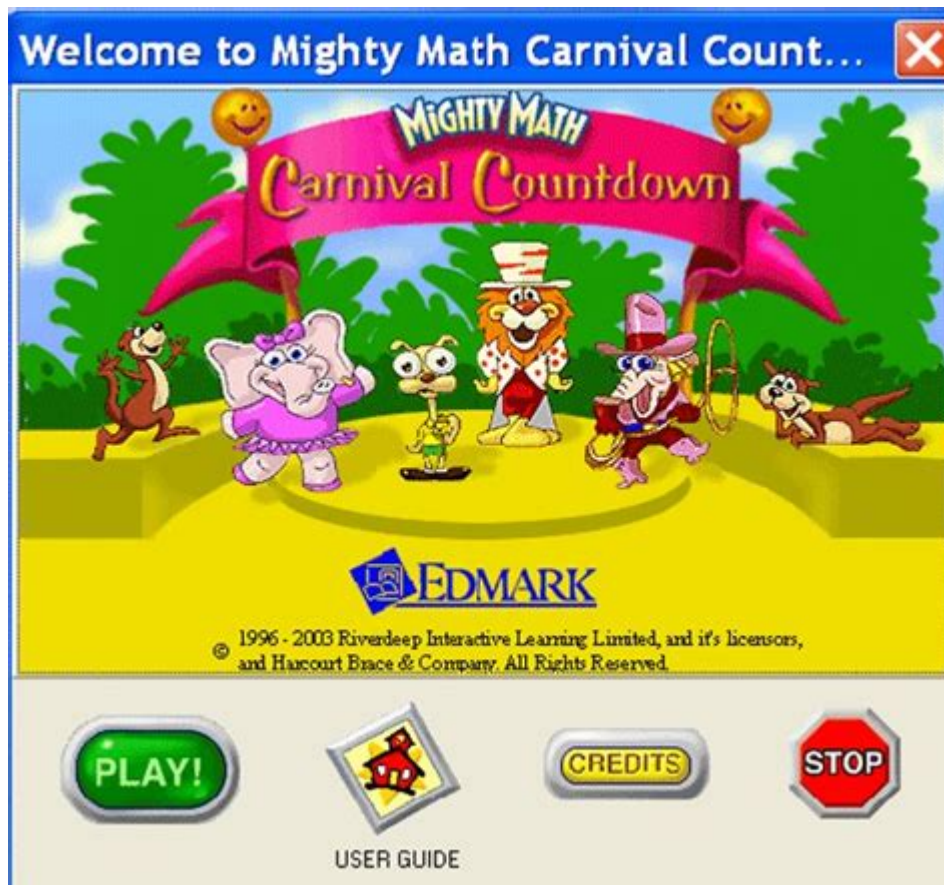 Welcome to Mighty Math Carnival Count...
MIGHTY MATH
Carnival Countdown
EDMARK
© 1996 - 2003 Riverdeep Interactive Learning Limited, and it's licensors,
and Harcourt Brace & Company. All Rights Reserved.
PLAY!
CREDITS
STOP
USER GUIDE